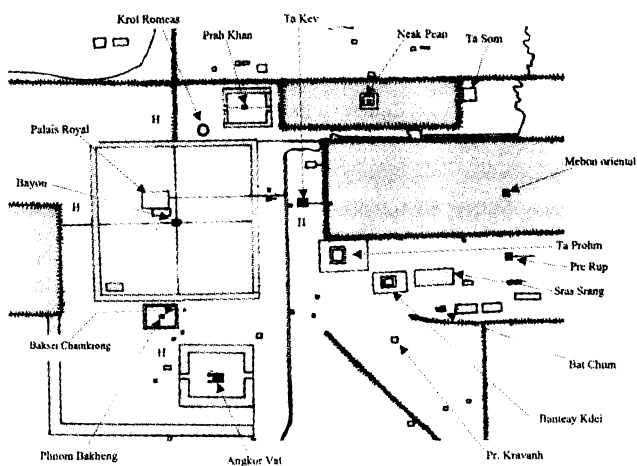 Krol Romeas
Ta Kev
Prah Khan
Neak Pean
Ta Som
H
Palais Royal
Mebon oriental
Bayon
H
H
Ta Prohm
Pre Rup
Sras Srang
Baksei Chamkrong
H
Bat Chum
Banteay Kdei
Phnom Bakheng
Angkor Vat
Pr. Kravanh